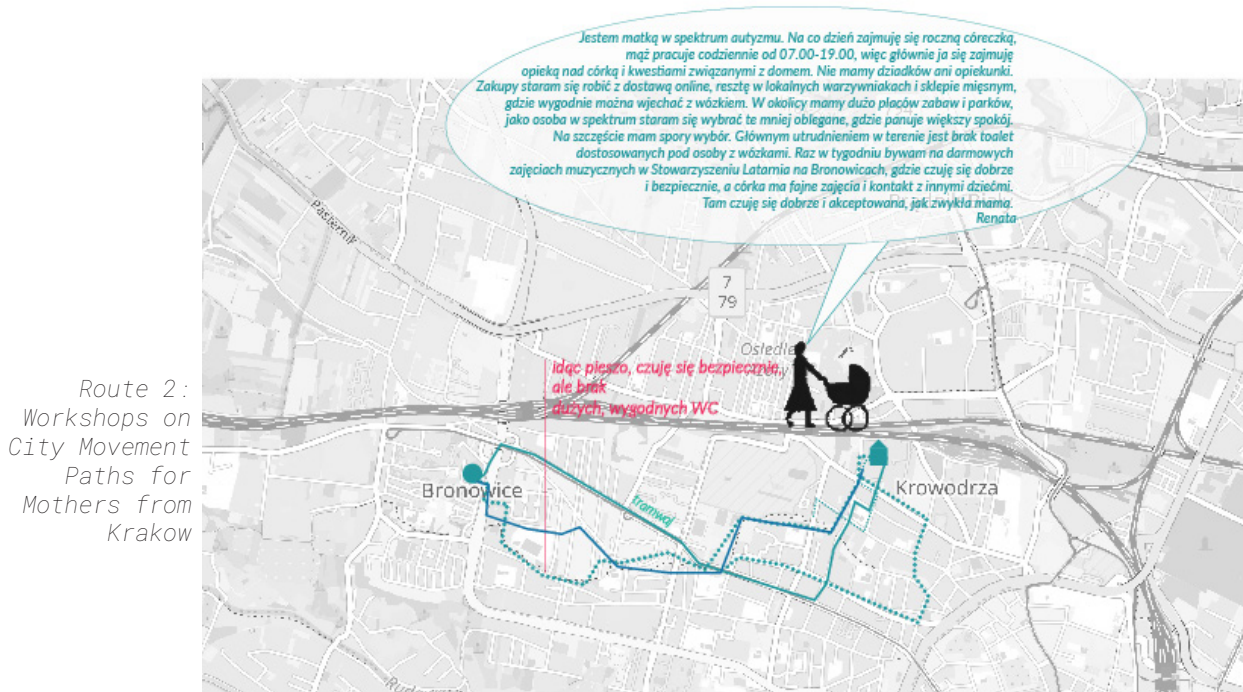 Jestem matką w spektrum autyzmu. Na co dzień zajmuję się roczną córeczką,
mąż pracuje codziennie od 07.00-19.00, więc głównie ja się zajmuję
opieką nad córką i kwestiami związanymi z domem. Nie mamy dziadków ani opiekunki.
Zakupy staram się robić z dostawą online, resztę w lokalnych warzywniakach i sklepie mięsnym,
gdzie wygodnie można wjechać z wózkiem. W okolicy mamy dużo placów zabaw i parków,
jako osoba w spektrum staram się wybrać te mniej oblegane, gdzie panuje większy spokój.
Na szczęście mam spory wybór. Głównym utrudnieniem w terenie jest brak toalet
dostosowanych pod osoby z wózkami. Raz w tygodniu bywam na darmowych
zajęciach muzycznych w Stowarzyszeniu Latarnia na Bronowicach, gdzie czuję się dobrze
i bezpiecznie, a córka ma fajne zajęcia i kontakt z innymi dziećmi.
Tam czuję się dobrze i akceptowana, jak zwykła mama.
Renata
Pasternik
7
79
Osiedle
idąc pieszo, czuję się bezpiecznie,
ale brak
dużych, wygodnych WC
Route 2:
Workshops on
City Movement
Paths for
Mothers from
Krakow
Bronowice
Krowodrza
tramwaj